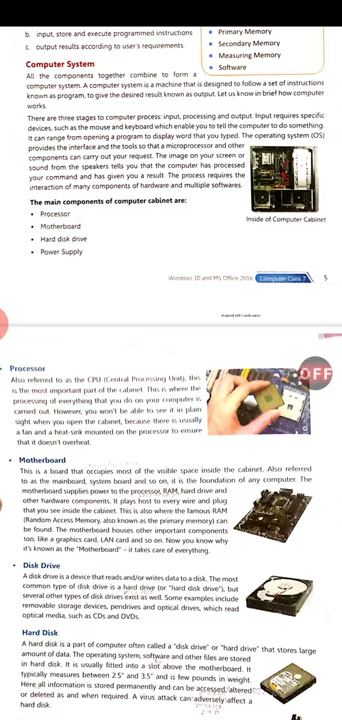 b. input, store and execute programmed instructions
c. output results according to user's requirements.
Primary Memory
Secondary Memory
Measuring Memory
Software
Computer System
All the components together combine to form a
computer system. A computer system is a machine that is designed to follow a set of instructions
known as program, to give the desired result known as output. Let us know in brief how computer
works.
There are three stages to computer process: input, processing and output. Input requires specific
devices, such as the mouse and keyboard which enable you to tell the computer to do something.
It can range from opening a program to display word that you typed. The operating system (OS)
provides the interface and the tools so that a microprocessor and other
components can carry out your request. The image on your screen or
sound from the speakers tells you that the computer has processed
your command and has given you a result. The process requires the
interaction of many components of hardware and multiple softwares.
Inside of Computer Cabinet
The main components of computer cabinet are:
• Processor
• Motherboard
• Hard disk drive
• Power Supply
Windows 10 and MS Office 2016 Computer Class 7 5
Scanned with CamScanner
• Processor
Also referred to as the CPU (Central Processing Unit), this
is the most important part of the cabinet. This is where the
processing of everything that you do on your computer is
carried out. However, you won't be able to see it in plain
sight when you open the cabinet, because there is usually
a fan and a heat-sink mounted on the processor to ensure
that it doesn't overheat.
OFF
• Motherboard
This is a board that occupies most of the visible space inside the cabinet. Also referred
to as the mainboard, system board and so on, it is the foundation of any computer. The
motherboard supplies power to the processor, RAM, hard drive and
other hardware components. It plays host to every wire and plug
that you see inside the cabinet. This is also where the famous RAM
(Random Access Memory, also known as the primary memory) can
be found. The motherboard houses other important components
too, like a graphics card, LAN card and so on. Now you know why
it's known as the "Motherboard" – it takes care of everything.
• Disk Drive
A disk drive is a device that reads and/or writes data to a disk. The most
common type of disk drive is a hard drive (or "hard disk drive"), but
several other types of disk drives exist as well. Some examples include
removable storage devices, pendrives and optical drives, which read
optical media, such as CDs and DVDs.
Hard Disk
A hard disk is a part of computer often called a "disk drive" or "hard drive" that stores large
amount of data. The operating system, software and other files are stored
in hard disk. It is usually fitted into a slot above the motherboard. It
typically measures between 2.5" and 3.5" and is few pounds in weight.
Here all information is stored permanently and can be accessed/altered
or deleted as and when required. A virus attack can adversely affect a
hard disk.